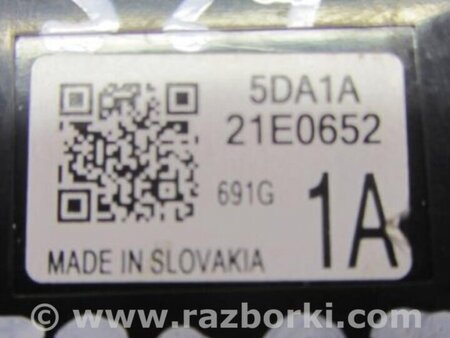 5DA1A
21E0652
691G
1A
MADE IN SLOVAKIA
© www.razborki.com